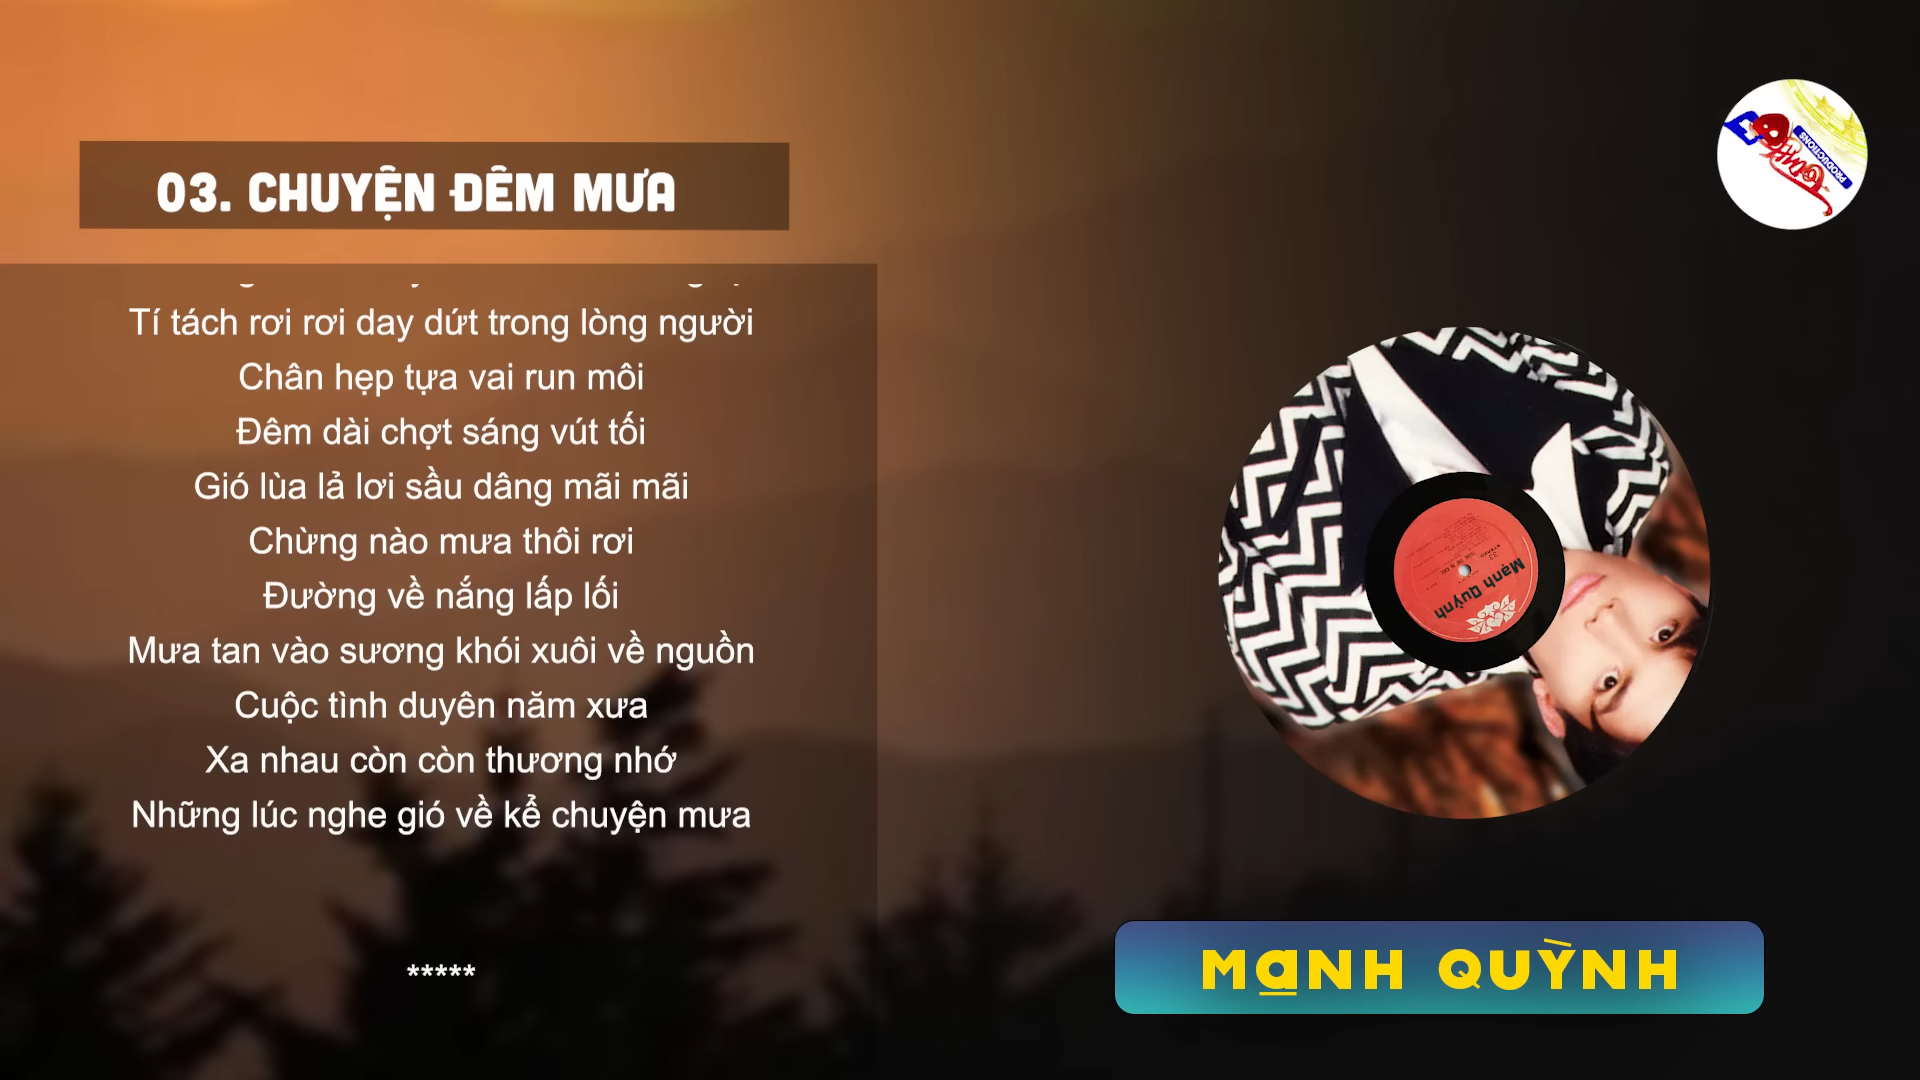 03. CHUYỆN ĐÊM MƯA
Tí tách rơi rơi day dứt trong lòng người
Chân hẹp tựa vai run môi
Đêm dài chợt sáng vút tối
Gió lùa lả lơi sầu dâng mãi mãi
Chừng nào mưa thôi rơi
Đường về nắng lấp lối
Mưa tan vào sương khói xuôi về nguồn
Cuộc tình duyên năm xưa
Xa nhau còn còn thương nhớ
Những lúc nghe gió về kể chuyện mưa
*****
PRODUCTIONS
Mạnh Quỳnh
MẠNH QUỲNH